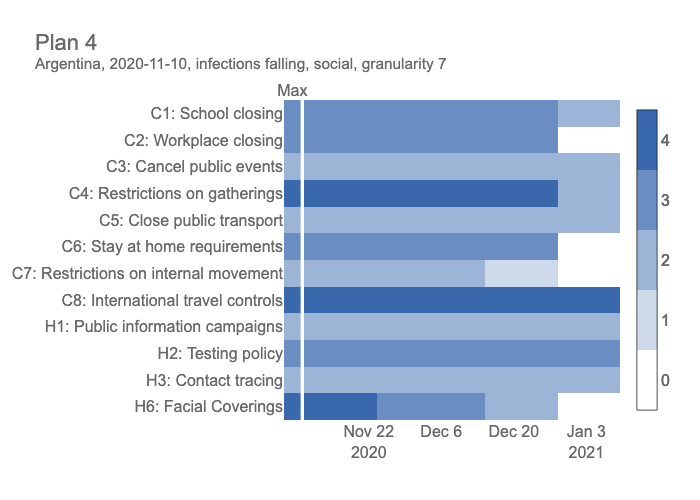 Plan 4
Argentina, 2020-11-10, infections falling, social, granularity 7
Max
C1: School closing
C2: Workplace closing
C3: Cancel public events
C4: Restrictions on gatherings
C5: Close public transport
C6: Stay at home requirements
C7: Restrictions on internal movement
C8: International travel controls
H1: Public information campaigns
H2: Testing policy
H3: Contact tracing
H6: Facial Coverings
Nov 22 Dec 6 Dec 20 Jan 3
2020 2021
4
3
2
1
0